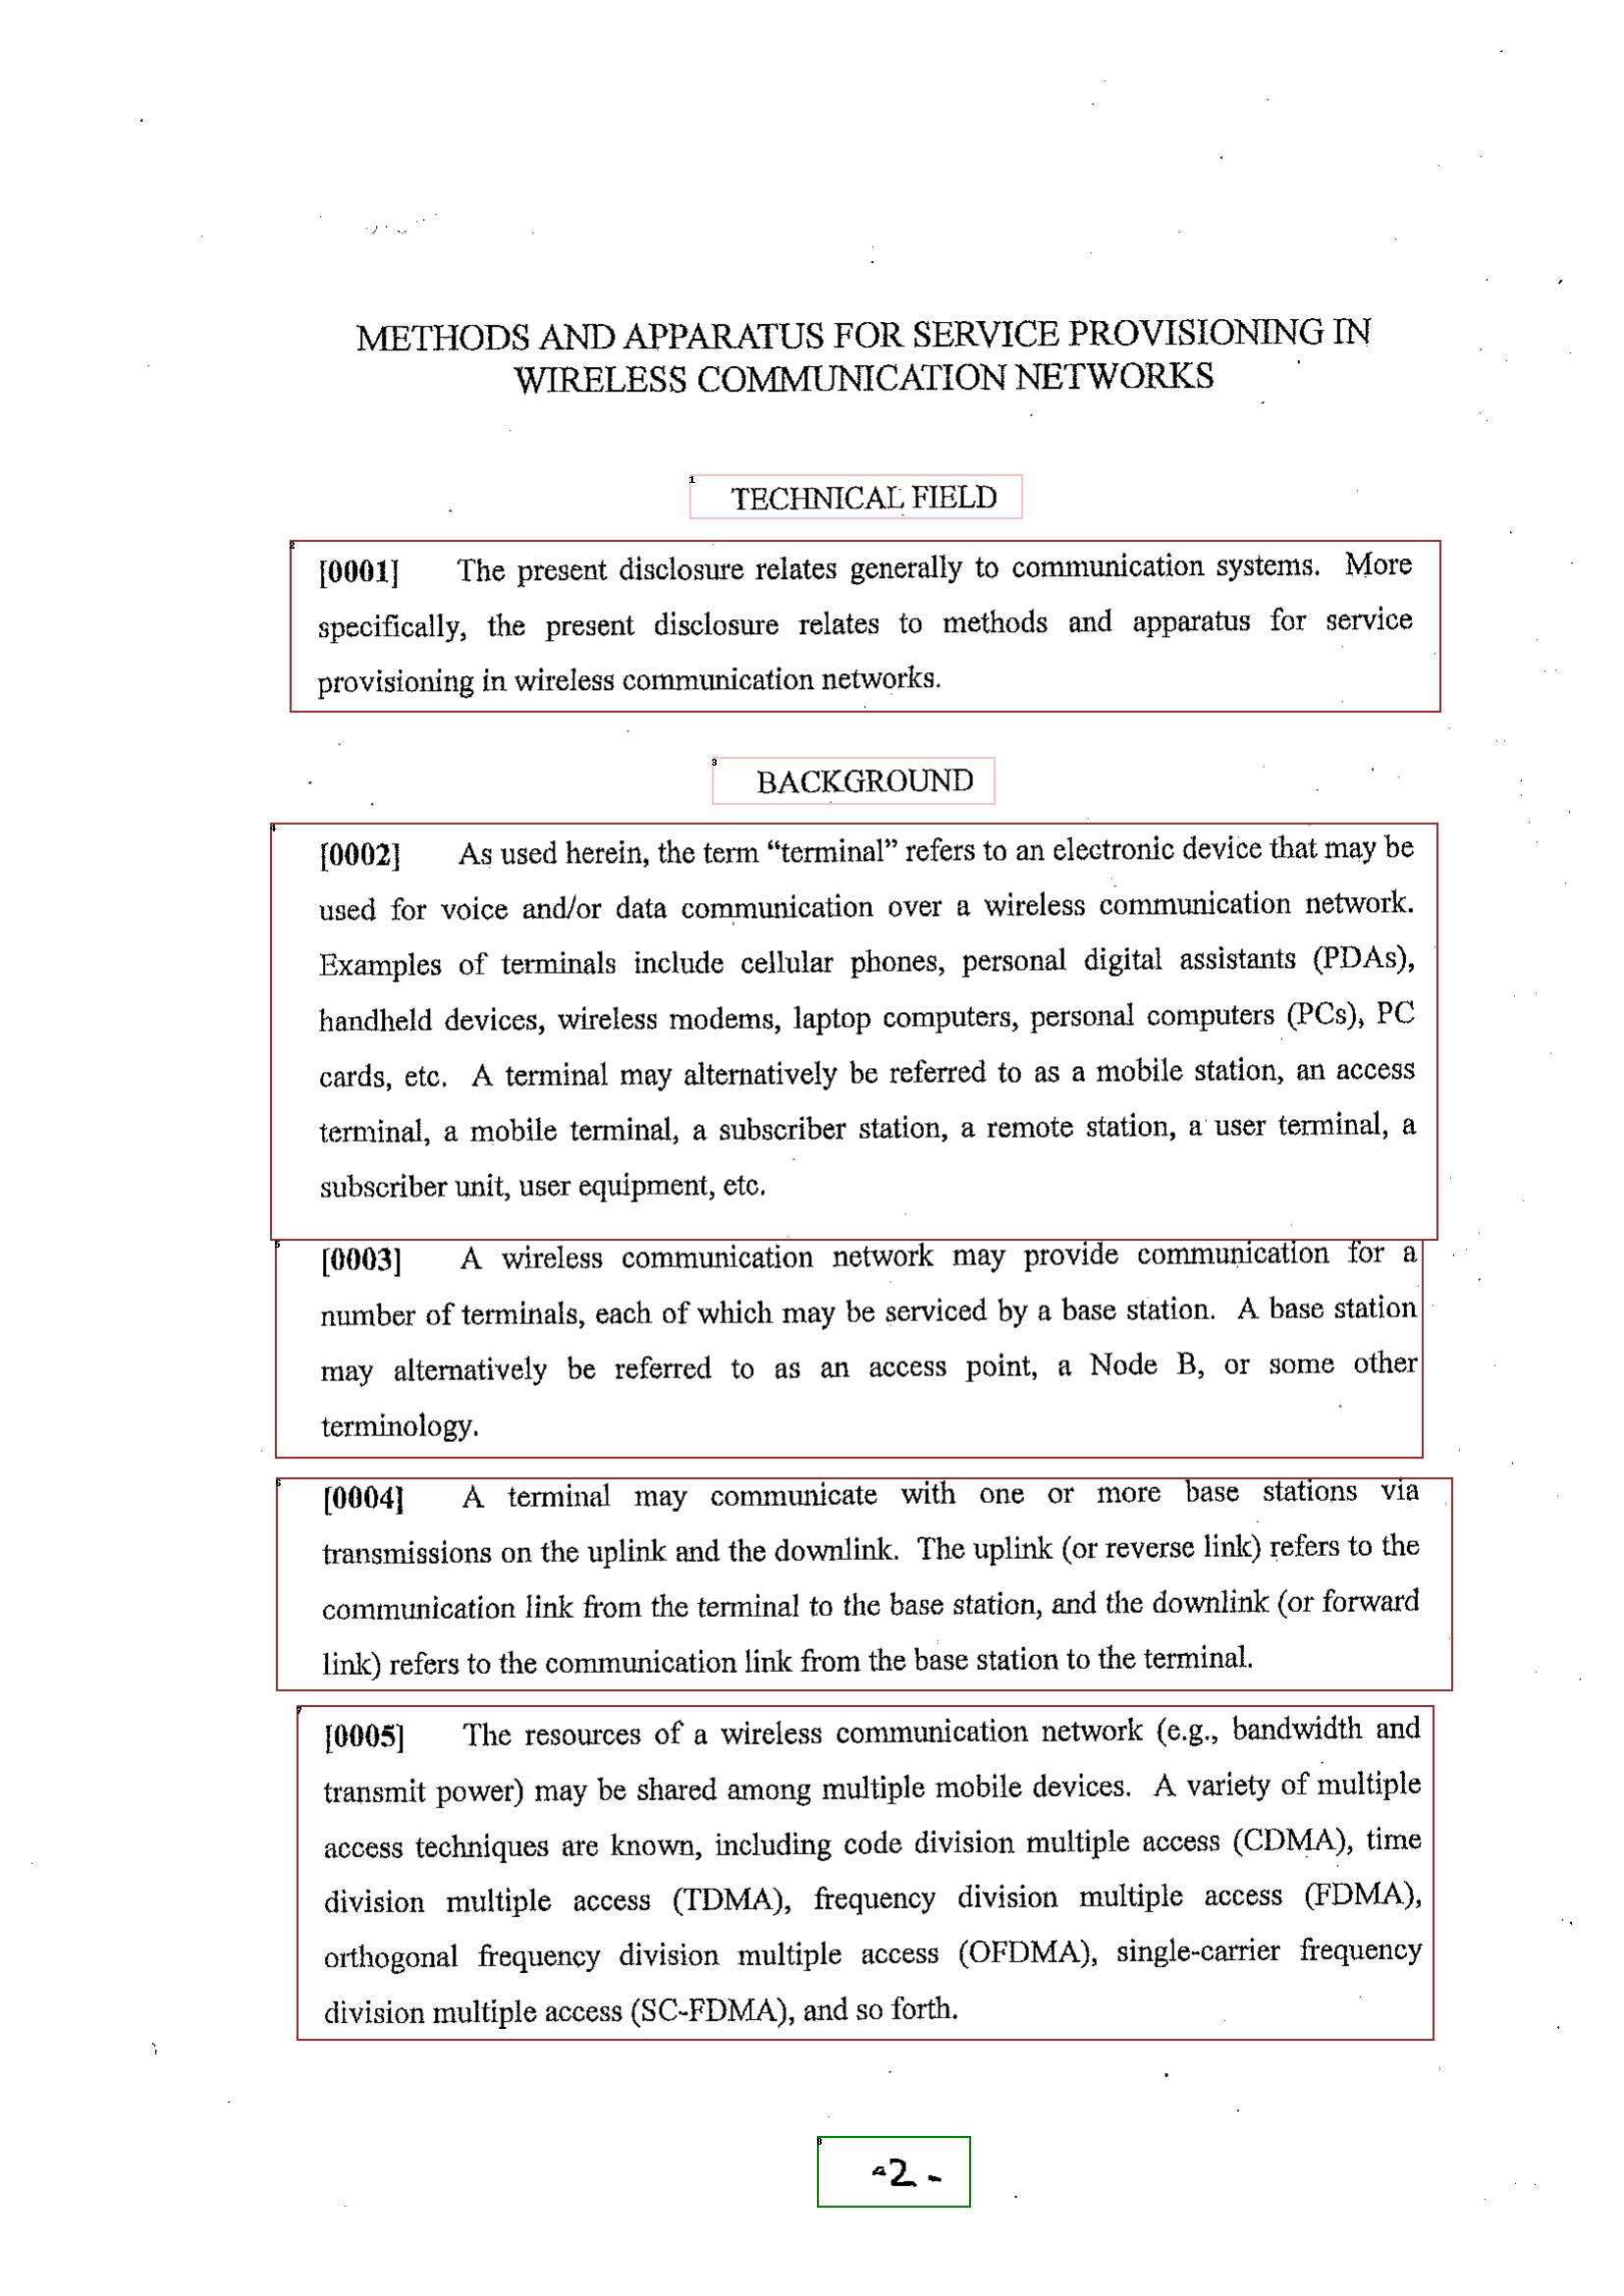 METHODS AND APPARATUS FOR SERVICE PROVISIONING IN
WIRELESS COMMUNICATION NETWORKS
1
TECHNICAL FIELD
2
[0001] The present disclosure relates generally to communication systems. More
specifically, the present disclosure relates to methods and apparatus for service
provisioning in wireless communication networks.
3
BACKGROUND
4
[0002] As used herein, the term “terminal” refers to an electronic device that may be
used for voice and/or data communication over a wireless communication network.
Examples of terminals include cellular phones, personal digital assistants (PDAs),
handheld devices, wireless modems, laptop computers, personal computers (PCs), PC
cards, etc. A terminal may alternatively be referred to as a mobile station, an access
terminal, a mobile terminal, a subscriber station, a remote station, a user terminal, a
subscriber unit, user equipment, etc.
5
[0003] A wireless communication network may provide communication for a
number of terminals, each of which may be serviced by a base station. A base station
may alternatively be referred to as an access point, a Node B, or some other
terminology.
6
[0004] A terminal may communicate with one or more base stations via
transmissions on the uplink and the downlink. The uplink (or reverse link) refers to the
communication link from the terminal to the base station, and the downlink (or forward
link) refers to the communication link from the base station to the terminal.
7
[0005] The resources of a wireless communication network (e.g., bandwidth and
transmit power) may be shared among multiple mobile devices. A variety of multiple
access techniques are known, including code division multiple access (CDMA), time
division multiple access (TDMA), frequency division multiple access (FDMA),
orthogonal frequency division multiple access (OFDMA), single-carrier frequency
division multiple access (SC-FDMA), and so forth.
8
-2-